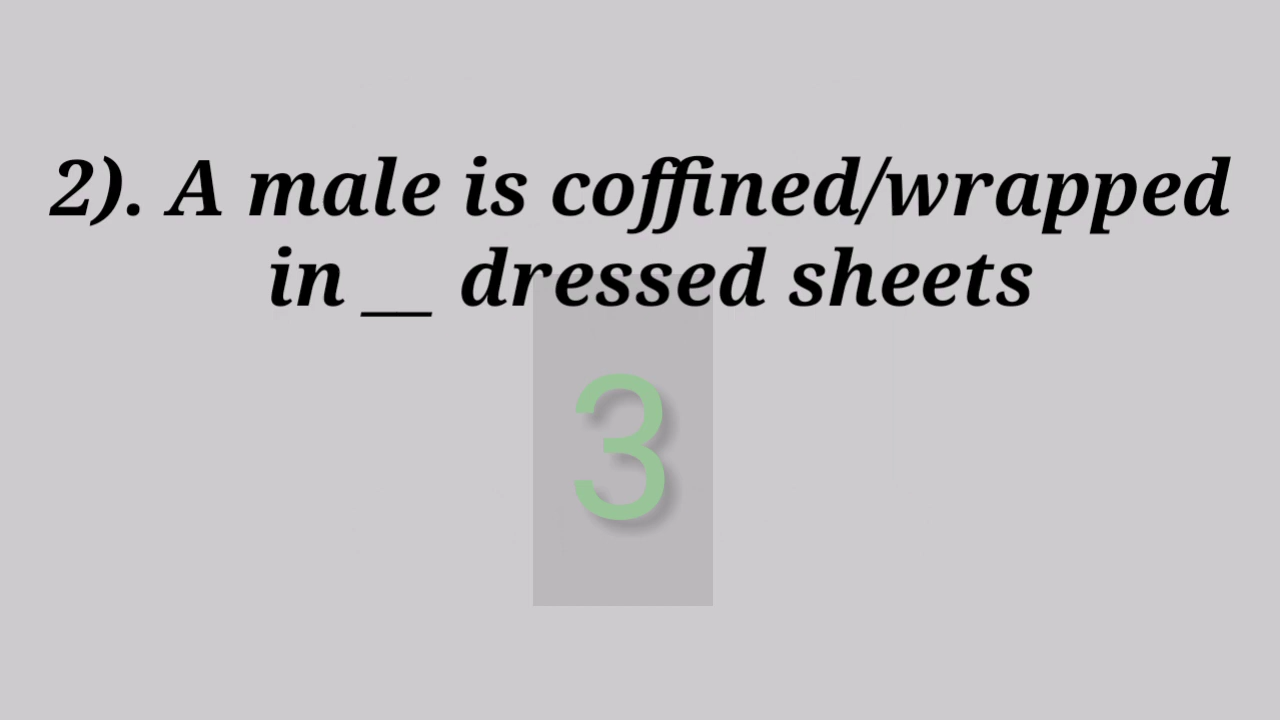 2). A male is coffined/wrapped
in __ dressed sheets
3